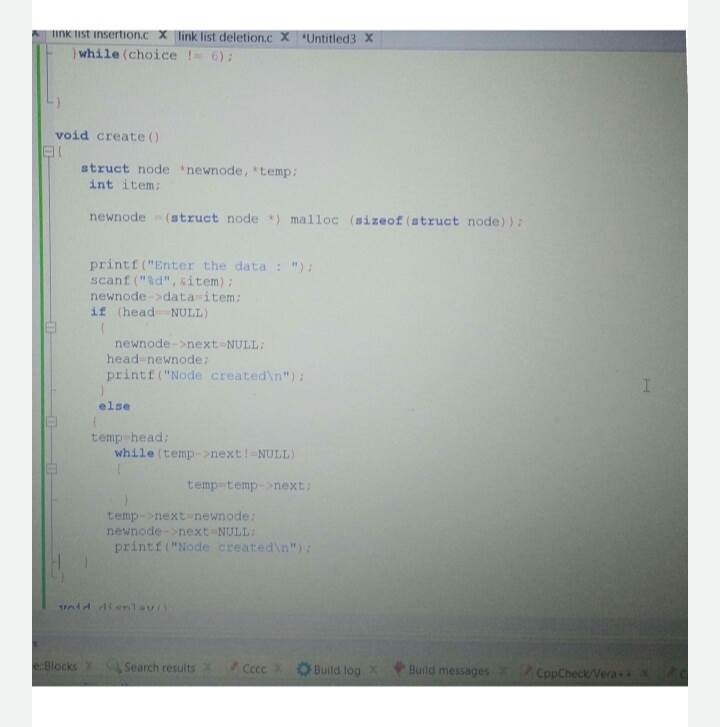 link list insertion.c X link list deletion.c X *Untitled3 X
}while(choice != 6);
}
void create()
{
struct node *newnode,*temp;
int item;
newnode =(struct node *) malloc (sizeof(struct node));
printf("Enter the data : ");
scanf("%d",&item);
newnode->data=item;
if (head==NULL)
{
newnode->next=NULL;
head=newnode;
printf("Node created\n");
}
else
{
temp=head;
while(temp->next!=NULL)
{
temp=temp->next;
}
temp->next=newnode;
newnode->next=NULL;
printf("Node created\n");
}
}
void display()
e::Blocks X Search results X Cccc X Build log X Build messages X CppCheck/Vera++ X